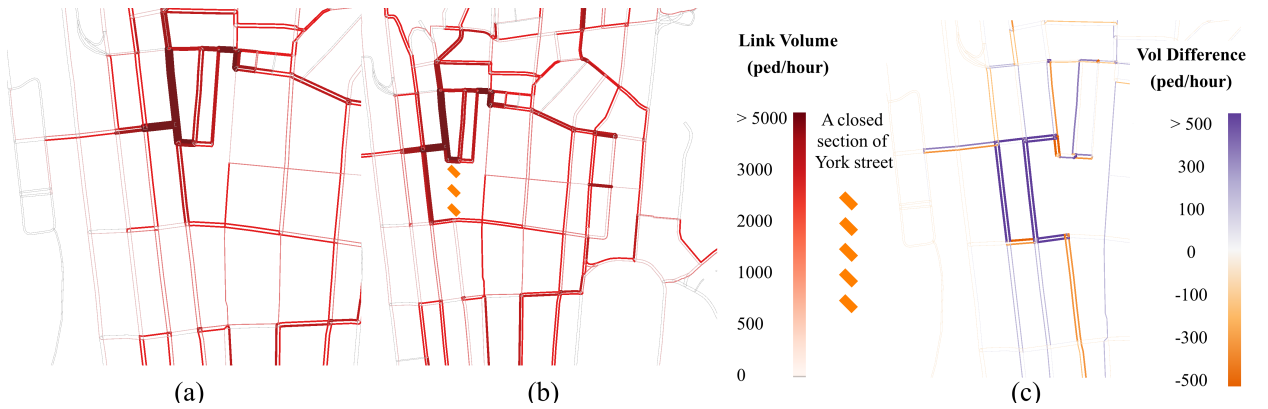 Link Volume
(ped/hour)
> 5000
3000
2000
1000
500
0
A closed
section of
York street
Vol Difference
(ped/hour)
> 500
300
100
0
-100
-300
-500
(a)
(b)
(c)